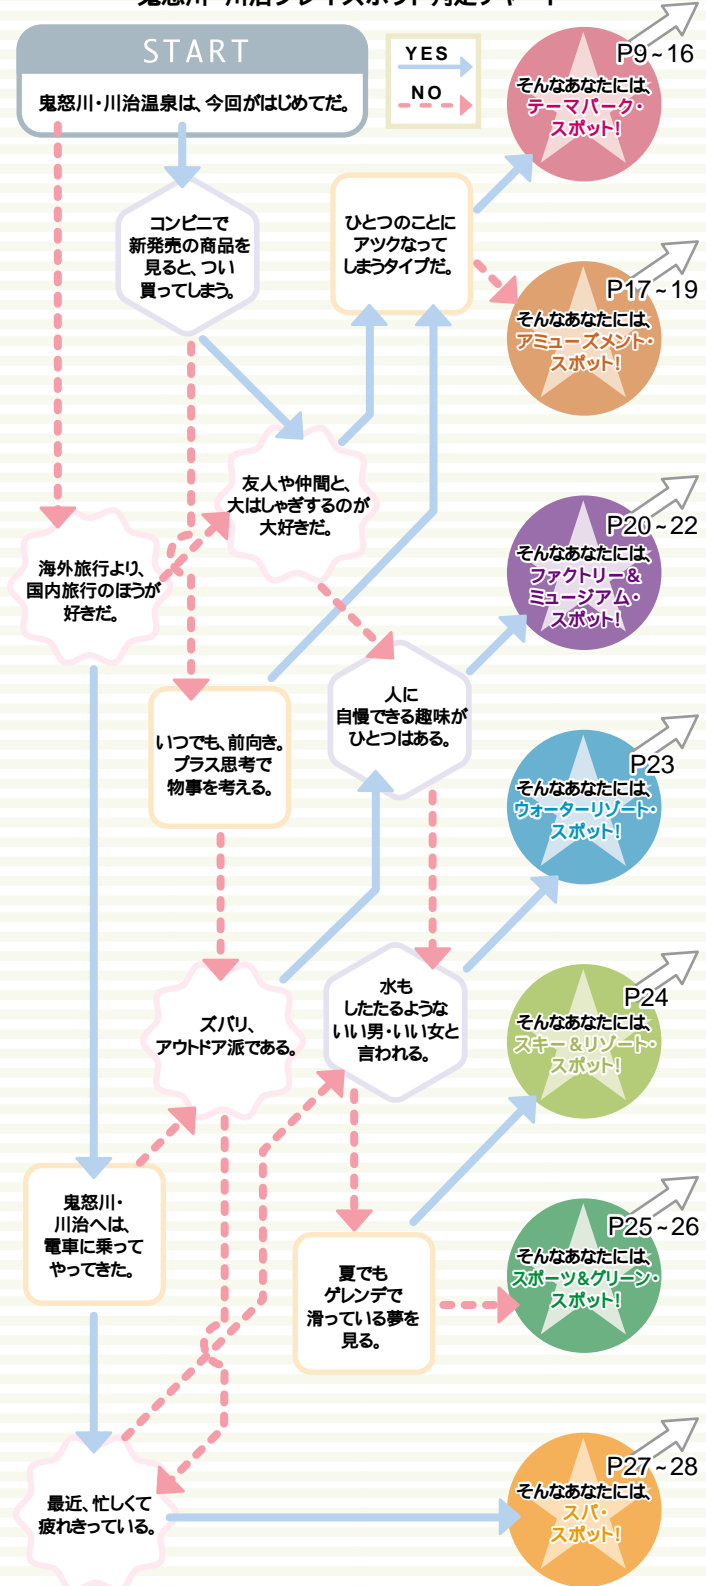 START
鬼怒川・川治温泉は、今回がはじめてだ。
YES
NO
P9~16
そんなあなたには、
テーマパーク・
スポット!
コンビニで
新発売の商品を
見ると、つい
買ってしまう。
ひとつのことに
アツクなって
しまうタイプだ。
P17~19
そんなあなたには、
アミューズメント・
スポット!
友人や仲間と、
大はしゃぎするのが
大好きだ。
P20~22
そんなあなたには、
ファクトリー&
ミュージアム・
スポット!
海外旅行より、
国内旅行のほうが
好きだ。
人に
自慢できる趣味が
ひとつはある。
いつでも、前向き。
プラス思考で
物事を考える。
P23
そんなあなたには、
ウォーターリゾート・
スポット!
水も
したたるような
いい男・いい女と
言われる。
ズバリ、
アウトドア派である。
P24
そんなあなたには、
スキー&リゾート・
スポット!
鬼怒川・
川治へは、
電車に乗って
やってきた。
P25~26
そんなあなたには、
スポーツ&グリーン・
スポット!
夏でも
ゲレンデで
滑っている夢を
見る。
P27~28
そんなあなたには、
スパ・
スポット!
最近、忙しくて
疲れきっている。